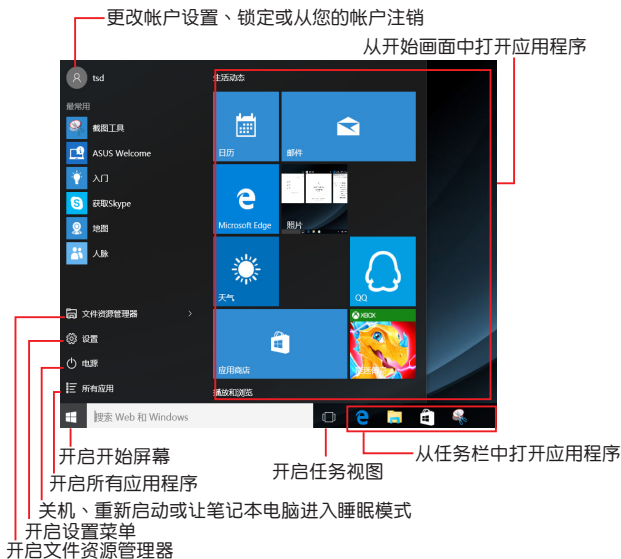 更改帐户设置、锁定或从您的帐户注销
从开始画面中打开应用程序
tsd
生活动态
最常用
截图工具
ASUS Welcome
入门
获取Skype
地图
人脉
日历
邮件
Microsoft Edge
照片
天气
QQ
XBOX
应用商店
文件资源管理器
设置
电源
所有应用
播放和浏览
搜索 Web 和 Windows
开启开始屏幕
开启任务视图
从任务栏中打开应用程序
开启所有应用程序
关机、重新启动或让笔记本电脑进入睡眠模式
开启设置菜单
开启文件资源管理器